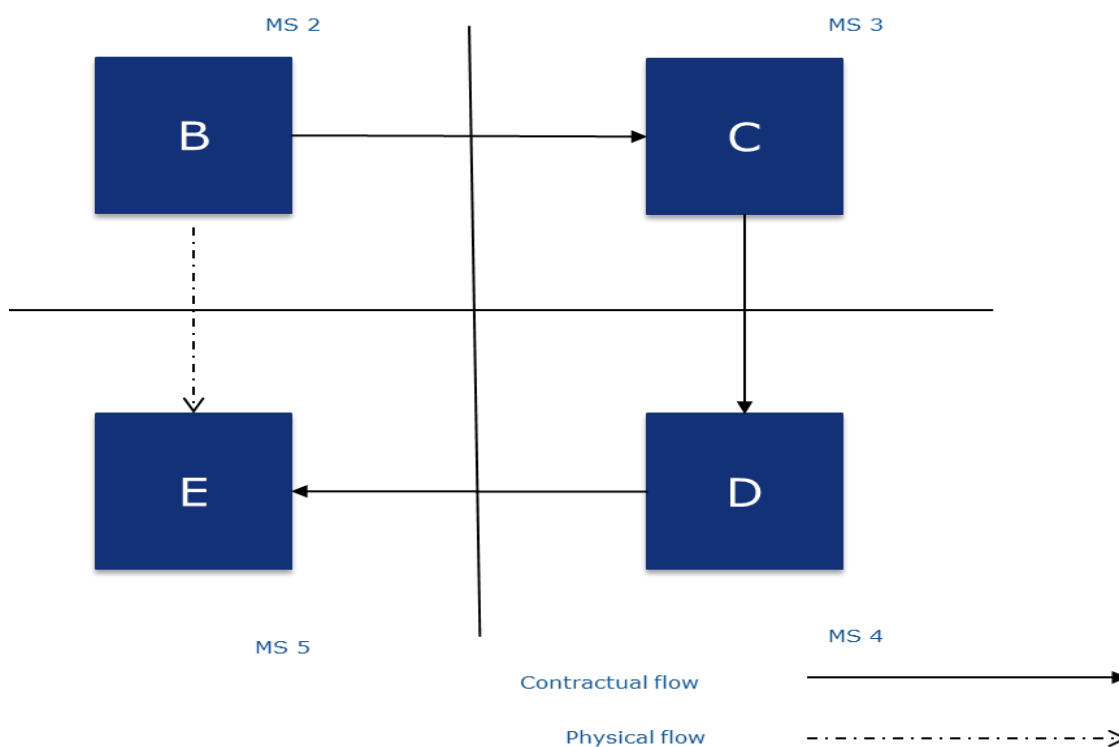 MS 2
MS 3
B
C
E
D
MS 5
MS 4
Contractual flow
Physical flow